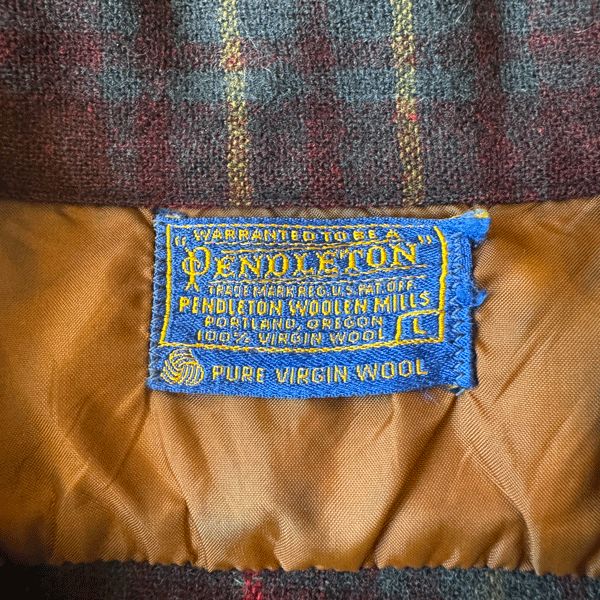 "WARRANTED TO BE A
PENDLETON"
TRADE MARK REG. U.S. PAT. OFF.
PENDLETON WOOLEN MILLS
PORTLAND, OREGON
100% VIRGIN WOOL
L
PURE VIRGIN WOOL